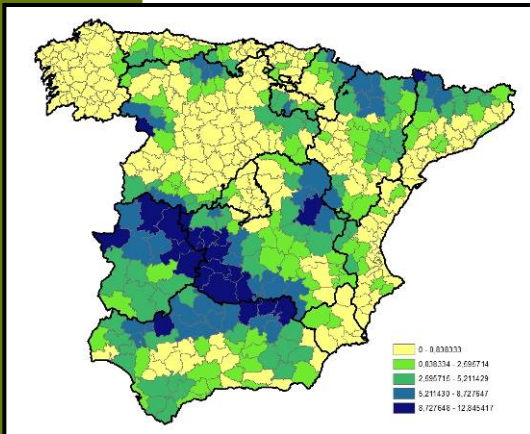 0 - 0,838333
0,838334 - 2,595714
2,595715 - 5,211429
5,211430 - 8,727647
8,727648 - 12,845417